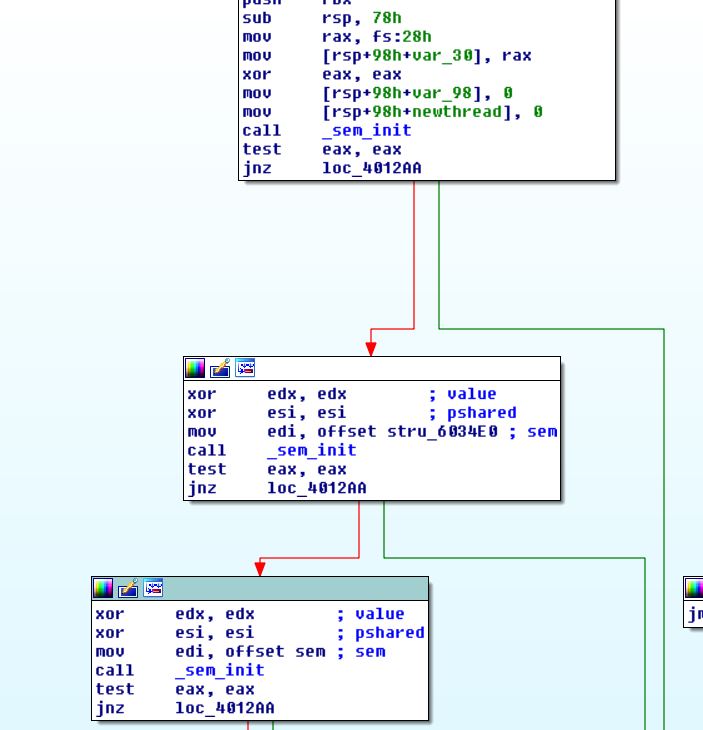 push rbx
sub rsp, 78h
mov rax, fs:28h
mov [rsp+98h+var_30], rax
xor eax, eax
mov [rsp+98h+var_98], 0
mov [rsp+98h+newthread], 0
call _sem_init
test eax, eax
jnz loc_4012AA
xor edx, edx ; value
xor esi, esi ; pshared
mov edi, offset stru_6034E0 ; sem
call _sem_init
test eax, eax
jnz loc_4012AA
xor edx, edx ; value
xor esi, esi ; pshared
mov edi, offset sem ; sem
call _sem_init
test eax, eax
jnz loc_4012AA